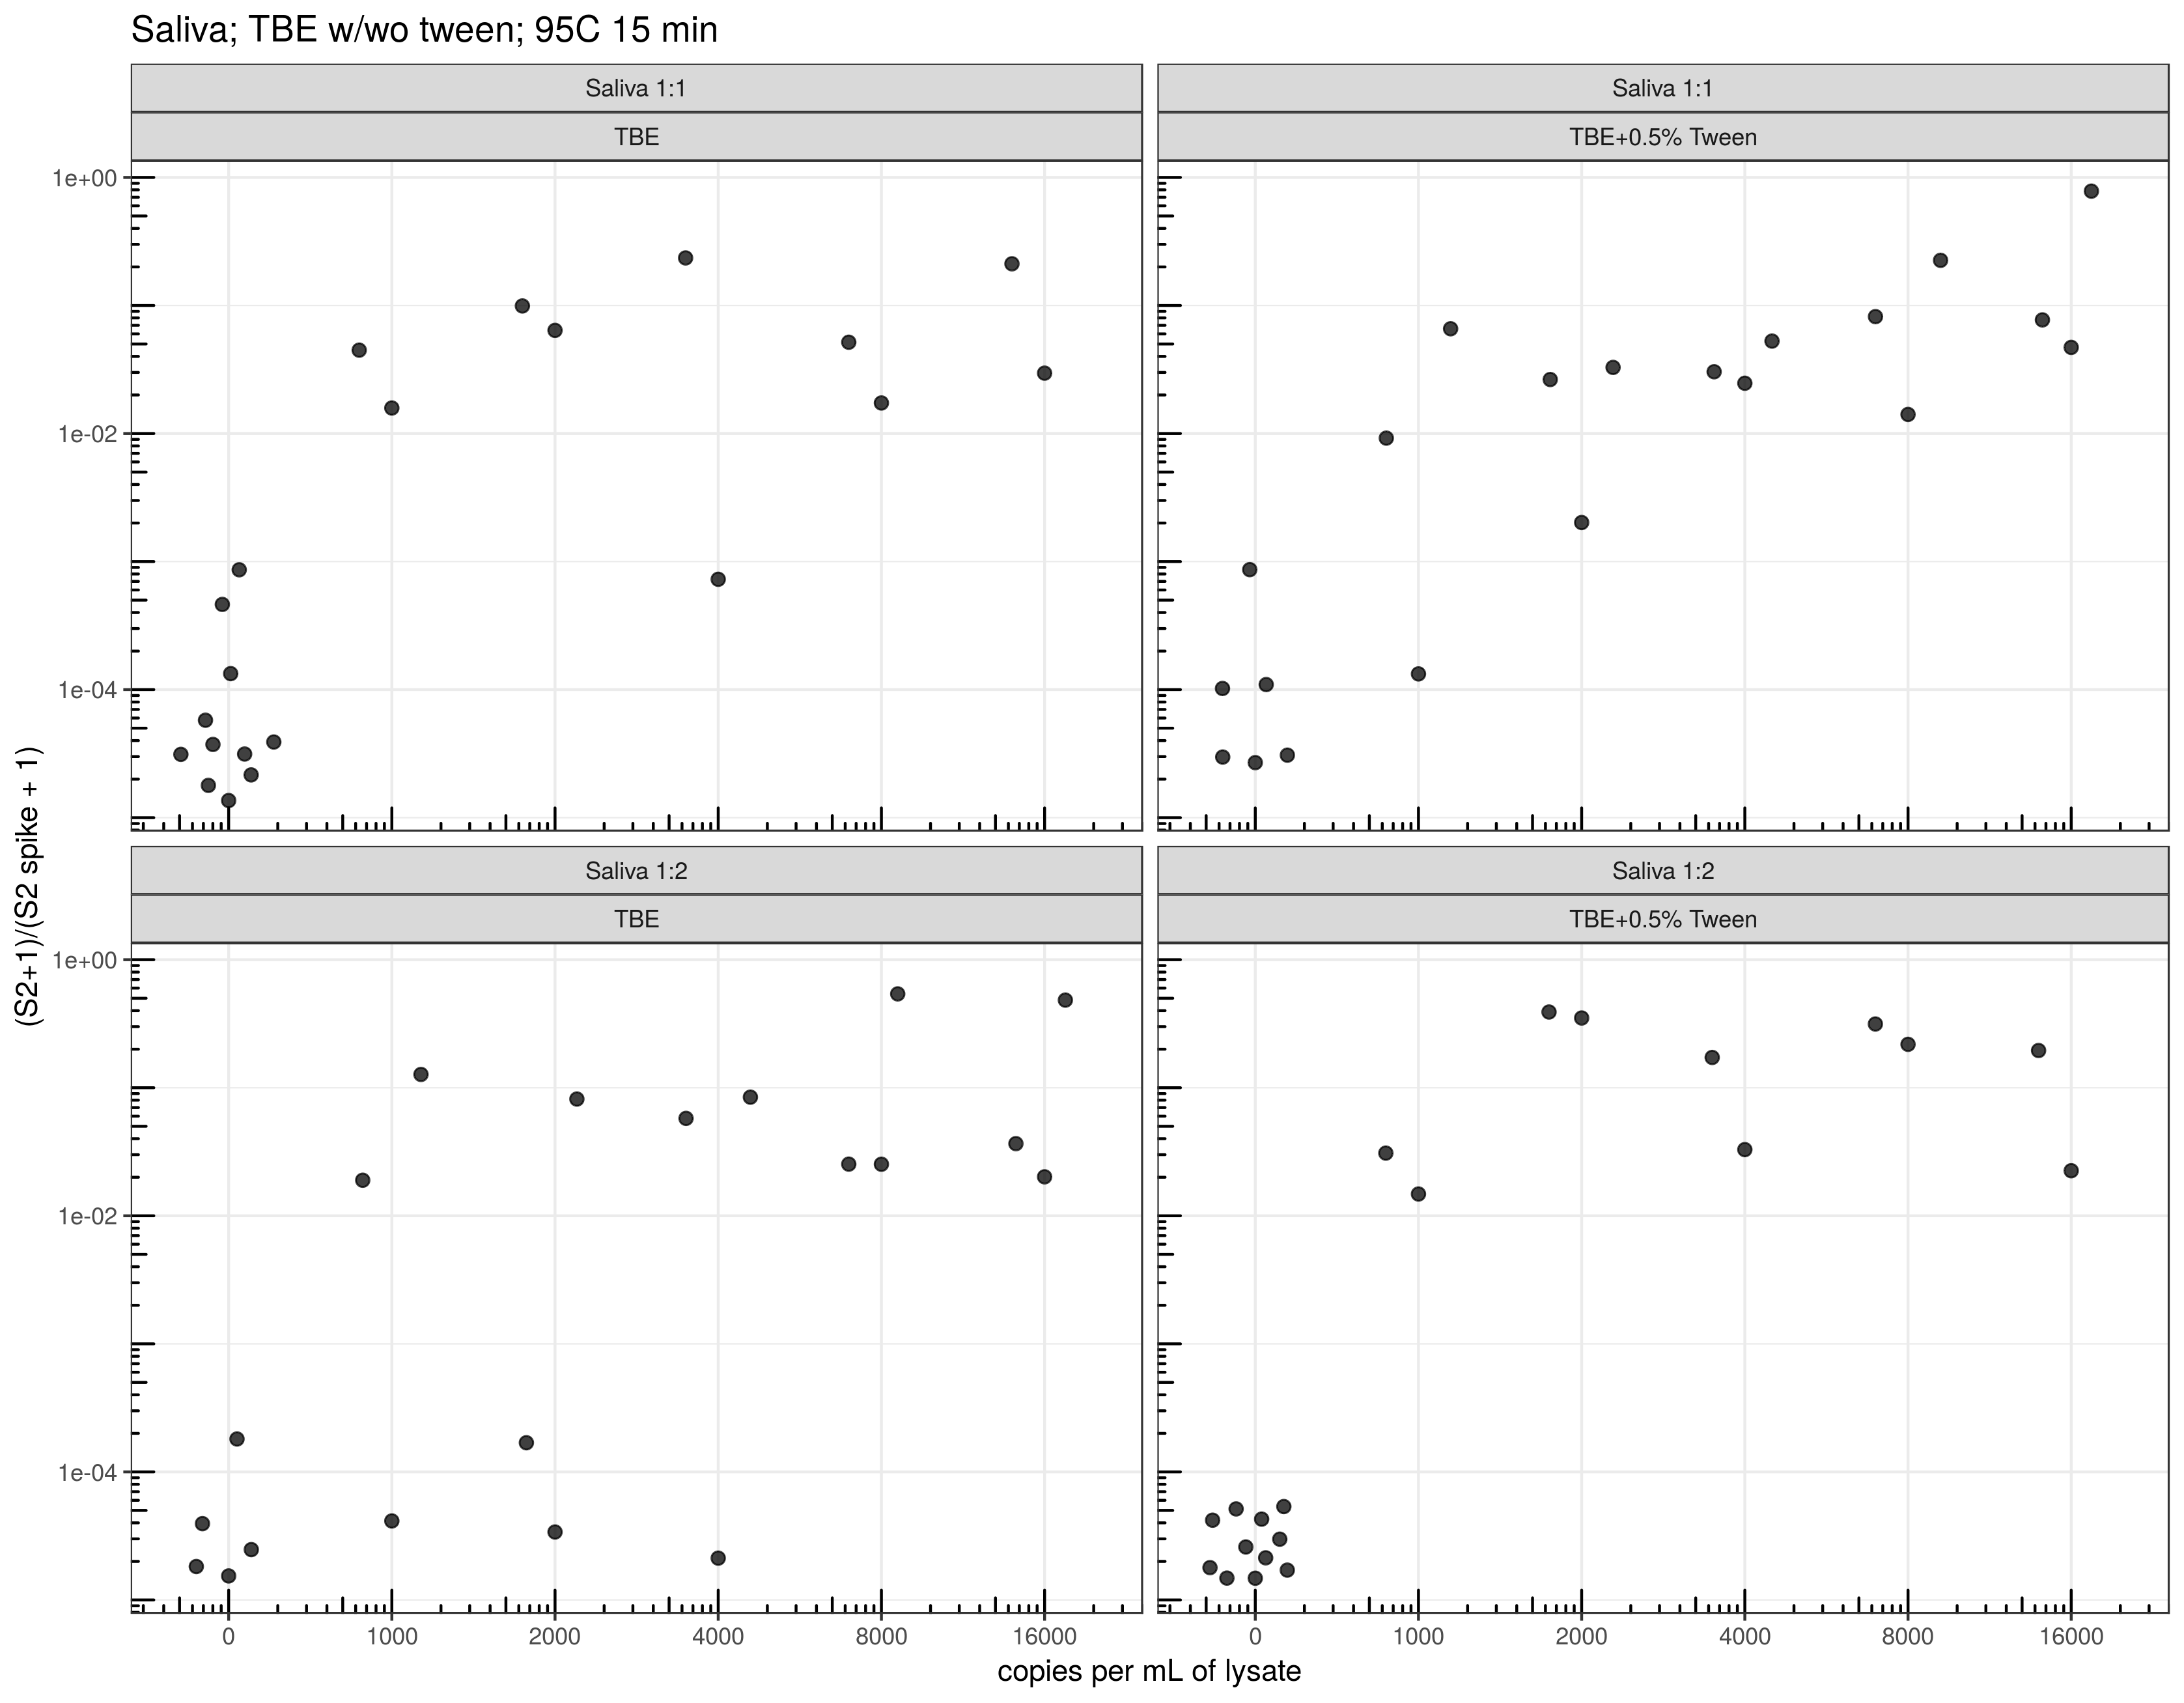 Saliva; TBE w/wo tween; 95C 15 min
Saliva 1:1
TBE
Saliva 1:1
TBE+0.5% Tween
1e+00
1e-02
1e-04
Saliva 1:2
TBE
Saliva 1:2
TBE+0.5% Tween
1e+00
1e-02
1e-04
(S2+1)/(S2 spike + 1)
0 1000 2000 4000 8000 16000
0 1000 2000 4000 8000 16000
copies per mL of lysate